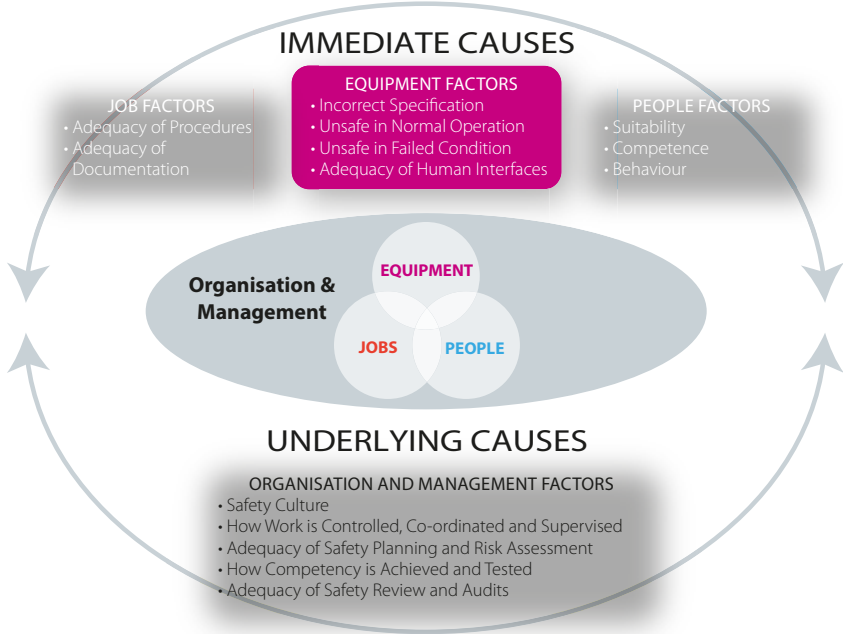 IMMEDIATE CAUSES
JOB FACTORS
• Adequacy of Procedures
• Adequacy of
Documentation
EQUIPMENT FACTORS
• Incorrect Specification
• Unsafe in Normal Operation
• Unsafe in Failed Condition
• Adequacy of Human Interfaces
PEOPLE FACTORS
• Suitability
• Competence
• Behaviour
Organisation &
Management
EQUIPMENT
JOBS
PEOPLE
UNDERLYING CAUSES
ORGANISATION AND MANAGEMENT FACTORS
• Safety Culture
• How Work is Controlled, Co-ordinated and Supervised
• Adequacy of Safety Planning and Risk Assessment
• How Competency is Achieved and Tested
• Adequacy of Safety Review and Audits